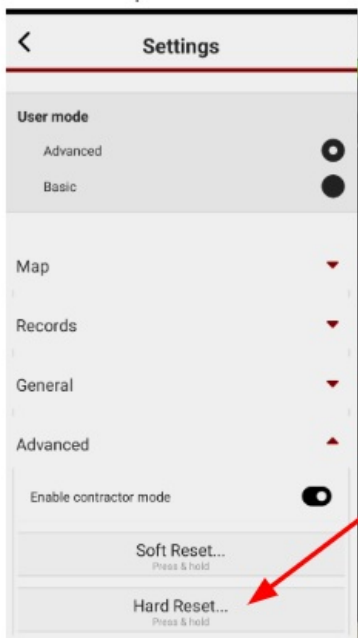 Settings
User mode
Advanced
Basic
Map
Records
General
Advanced
Enable contractor mode
Soft Reset...
Press & hold
Hard Reset...
Press & hold